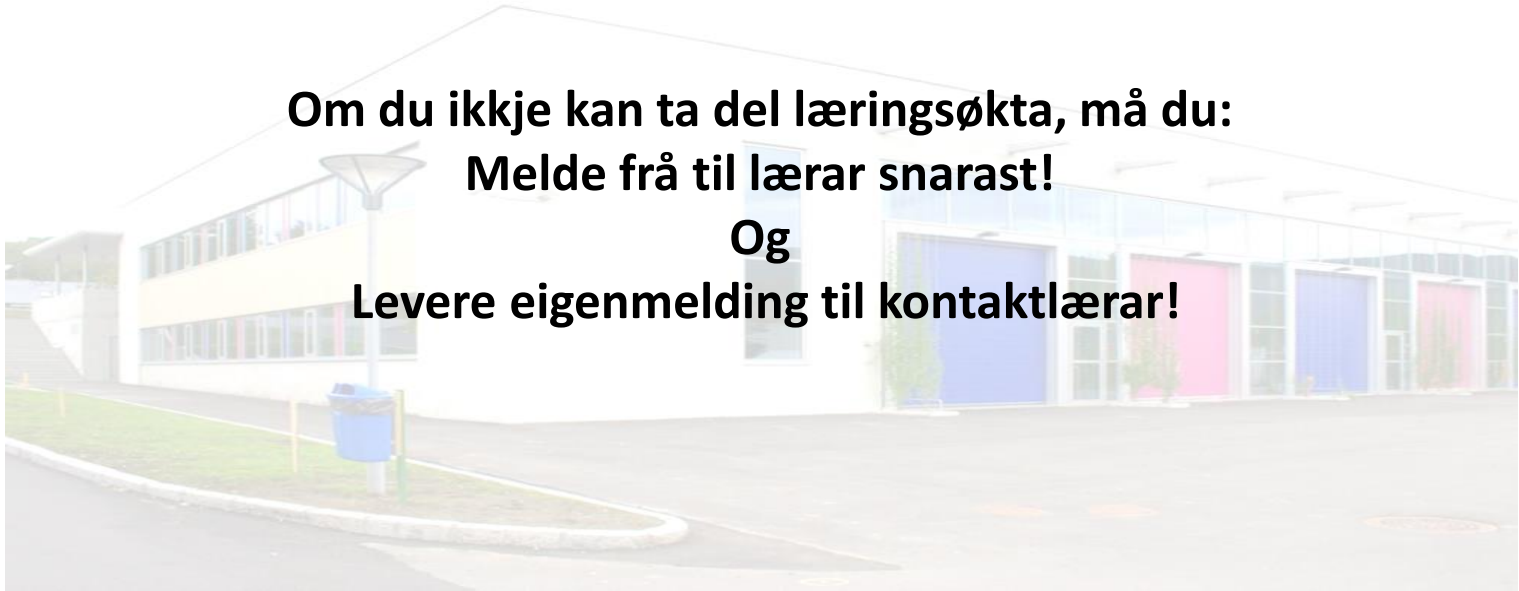 Om du ikkje kan ta del læringsøkta, må du:
Melde frå til lærar snarast!
Og
Levere eigenmelding til kontaktlærar!